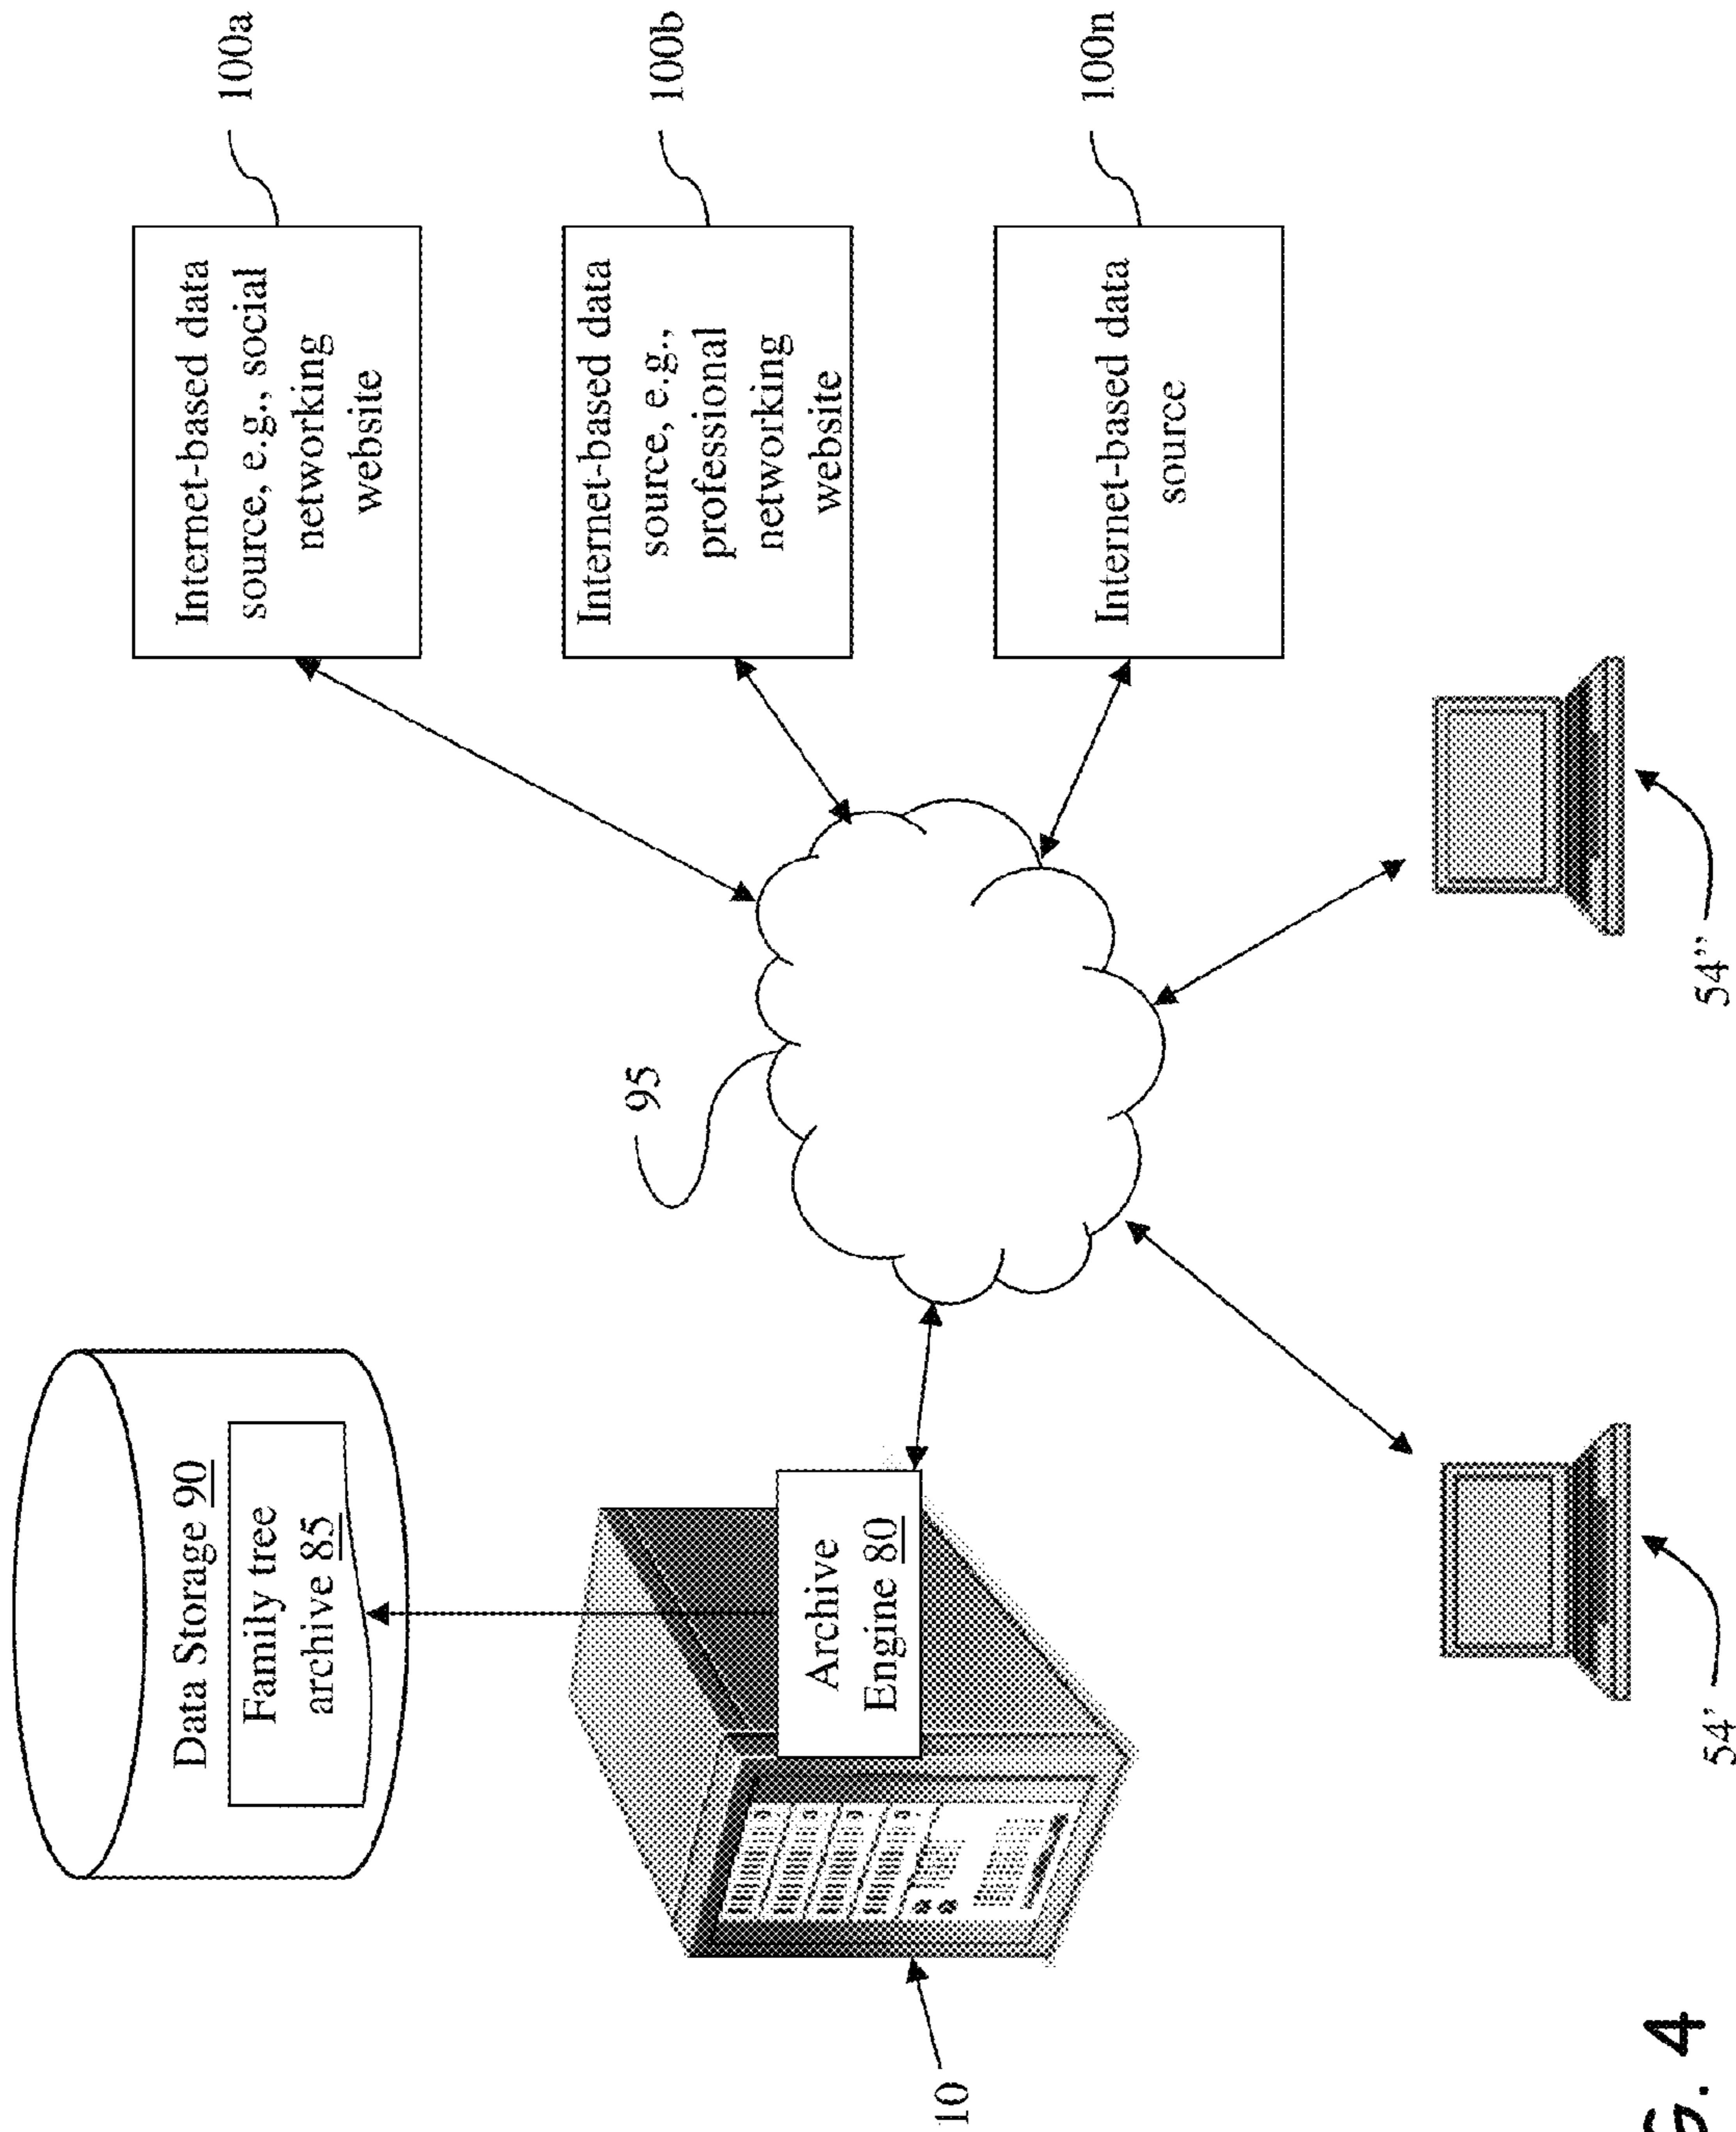 Data Storage 90
Family tree
archive 85
Internet-based data
source, e.g., social
networking
website
100a
95
Internet-based data
source, e.g.,
professional
networking
website
100b
10
Archive
Engine 80
Internet-based data
source
100n
54'
54''
G. 4